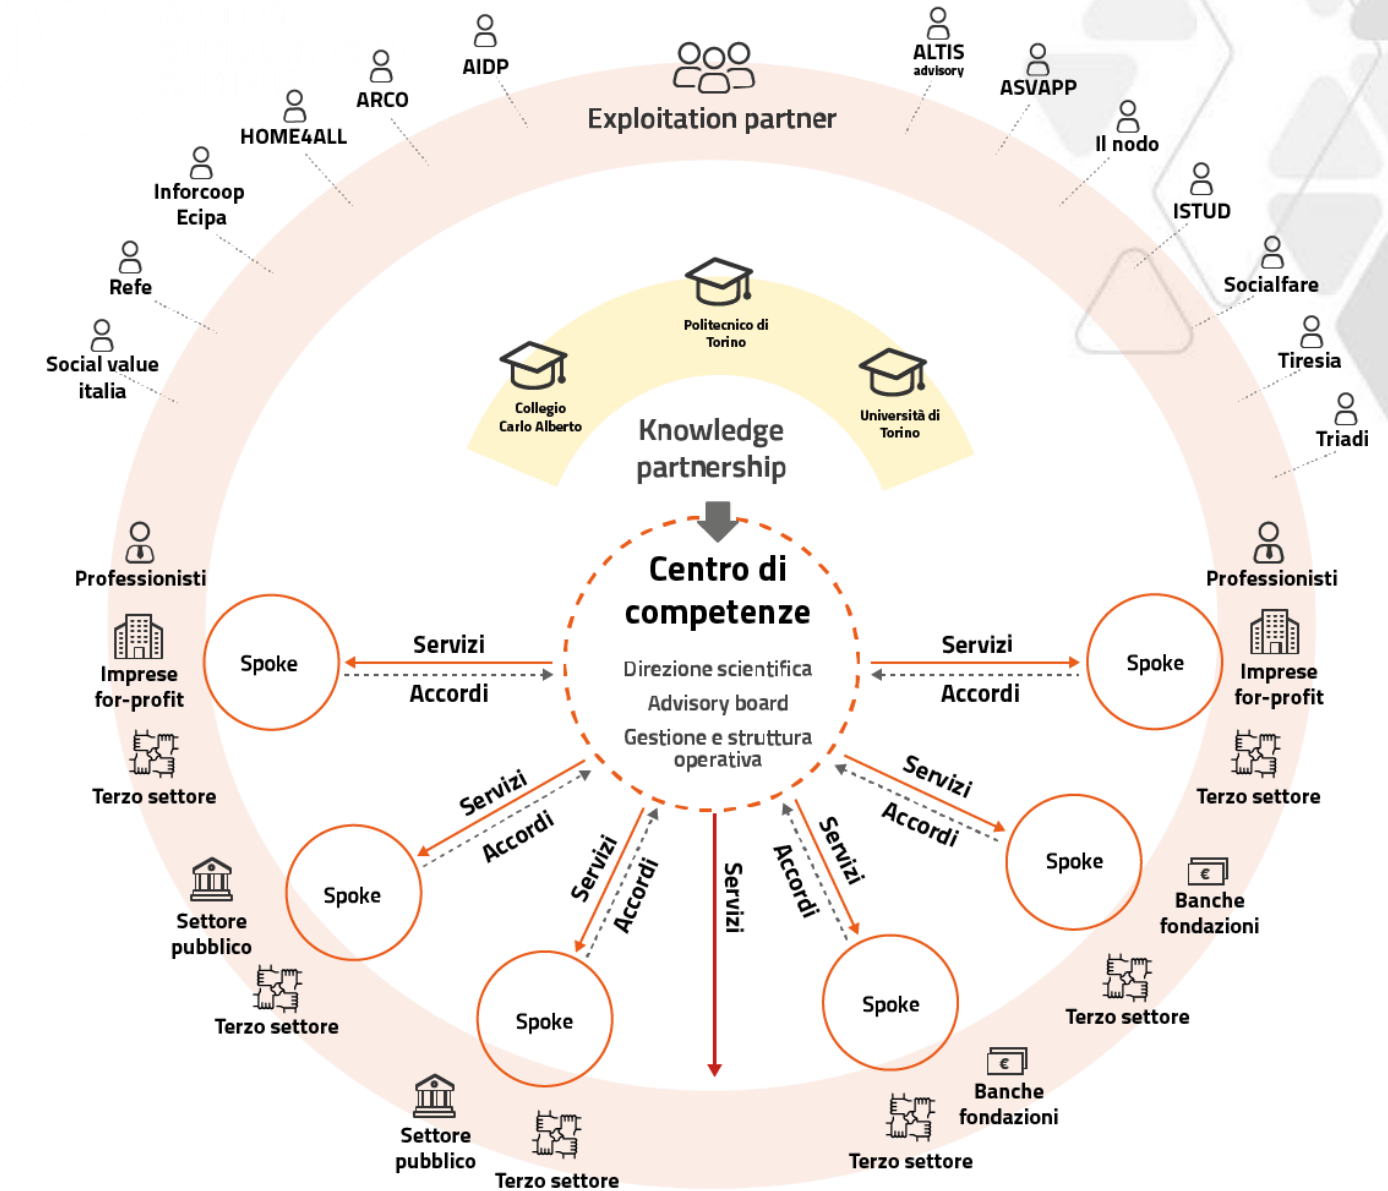 AIDP
ARCO
HOME4ALL
Inforcoop
Ecipa
Refe
Social value
italia
Exploitation partner
ALTIS
advisory
ASVAPP
Il nodo
ISTUD
Socialfare
Tiresia
Triadi
Politecnico di
Torino
Collegio
Carlo Alberto
Università di
Torino
Knowledge
partnership
Centro di
competenze
Direzione scientifica
Advisory board
Gestione e struttura
operativa
Professionisti
Imprese
for-profit
Terzo settore
Spoke
Servizi
Accordi
Servizi
Accordi
Spoke
Professionisti
Imprese
for-profit
Terzo settore
Servizi
Accordi
Spoke
Settore
pubblico
Terzo settore
Servizi
Accordi
Spoke
Settore
pubblico
Terzo settore
Servizi
Servizi
Accordi
Spoke
Banche
fondazioni
Terzo settore
Servizi
Accordi
Spoke
Banche
fondazioni
Terzo settore
€
€